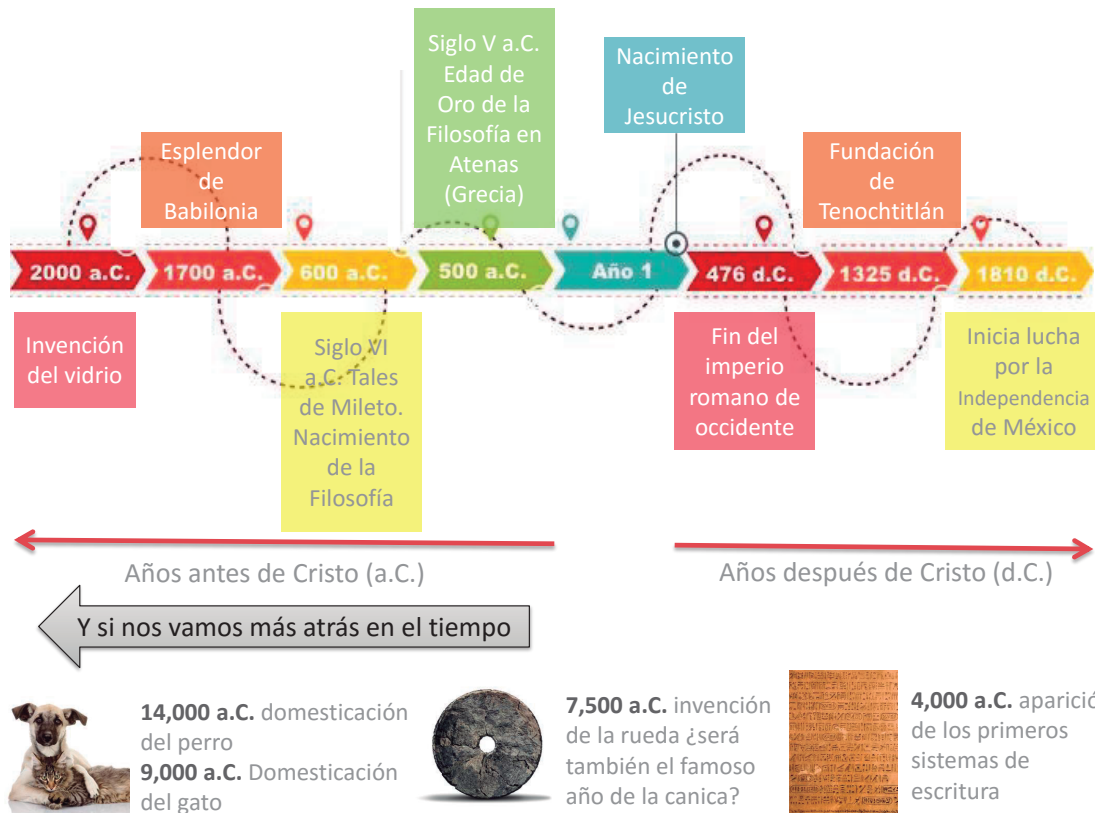 Siglo V a.C.
Edad de
Oro de la
Filosofía en
Atenas
(Grecia)
Nacimiento
de
Jesucristo
Esplendor
de
Babilonia
Fundación
de
Tenochtitlán
2000 a.C.
1700 a.C.
600 a.C.
500 a.C.
Año 1
476 d.C.
1325 d.C.
1810 d.C.
Invención
del vidrio
Siglo VI
a.C. Tales
de Mileto.
Nacimiento
de la
Filosofía
Fin del
imperio
romano de
occidente
Inicia lucha
por la
Independencia
de México
Años antes de Cristo (a.C.)
Años después de Cristo (d.C.)
Y si nos vamos más atrás en el tiempo
14,000 a.C. domesticación
del perro
9,000 a.C. Domesticación
del gato
7,500 a.C. invención
de la rueda ¿será
también el famoso
año de la canica?
4,000 a.C. aparició
de los primeros
sistemas de
escritura